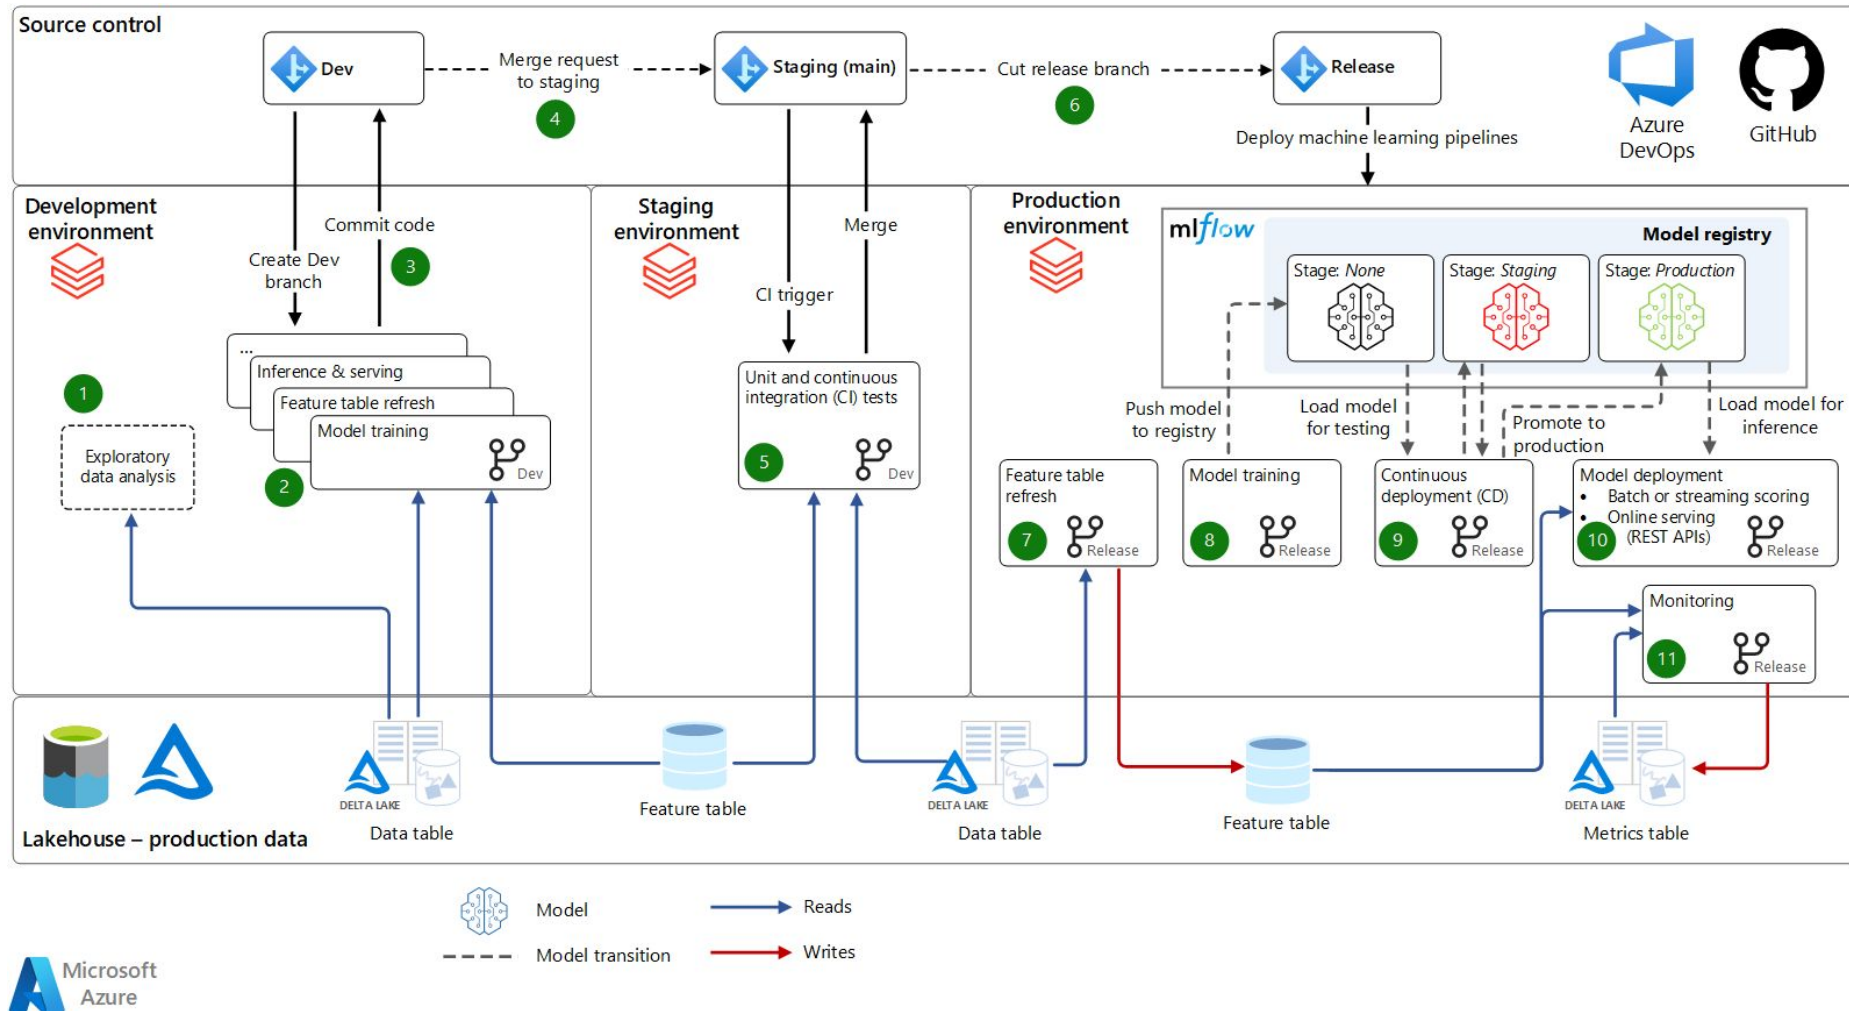 Source control
Dev
Merge request
to staging
4
Staging (main)
Cut release branch
6
Release
Deploy machine learning pipelines
Azure
DevOps
GitHub
Development
environment
Commit code
3
Create Dev
branch
...
Inference & serving
Feature table refresh
Model training
Dev
2
1
Exploratory
data analysis
Staging
environment
Merge
CI trigger
Unit and continuous
integration (CI) tests
5
Dev
Production
environment
mlflow
Model registry
Stage: None
Stage: Staging
Stage: Production
Push model
to registry
Load model
for testing
Promote to
production
Load model for
inference
Feature table
refresh
7
Release
Model training
8
Release
Continuous
deployment (CD)
9
Release
Model deployment
• Batch or streaming scoring
• Online serving
(REST APIs)
10
Release
Monitoring
11
Release
Lakehouse – production data
DELTA LAKE
Data table
Feature table
DELTA LAKE
Data table
Feature table
DELTA LAKE
Metrics table
Model
Reads
Model transition
Writes
Microsoft
Azure